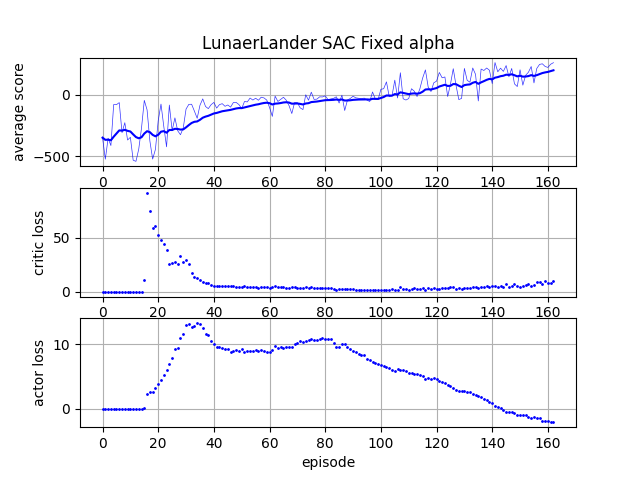 LunaerLander SAC Fixed alpha
average score
0
−500
0 20 40 60 80 100 120 140 160
critic loss
50
0
0 20 40 60 80 100 120 140 160
actor loss
10
0
0 20 40 60 80 100 120 140 160
episode